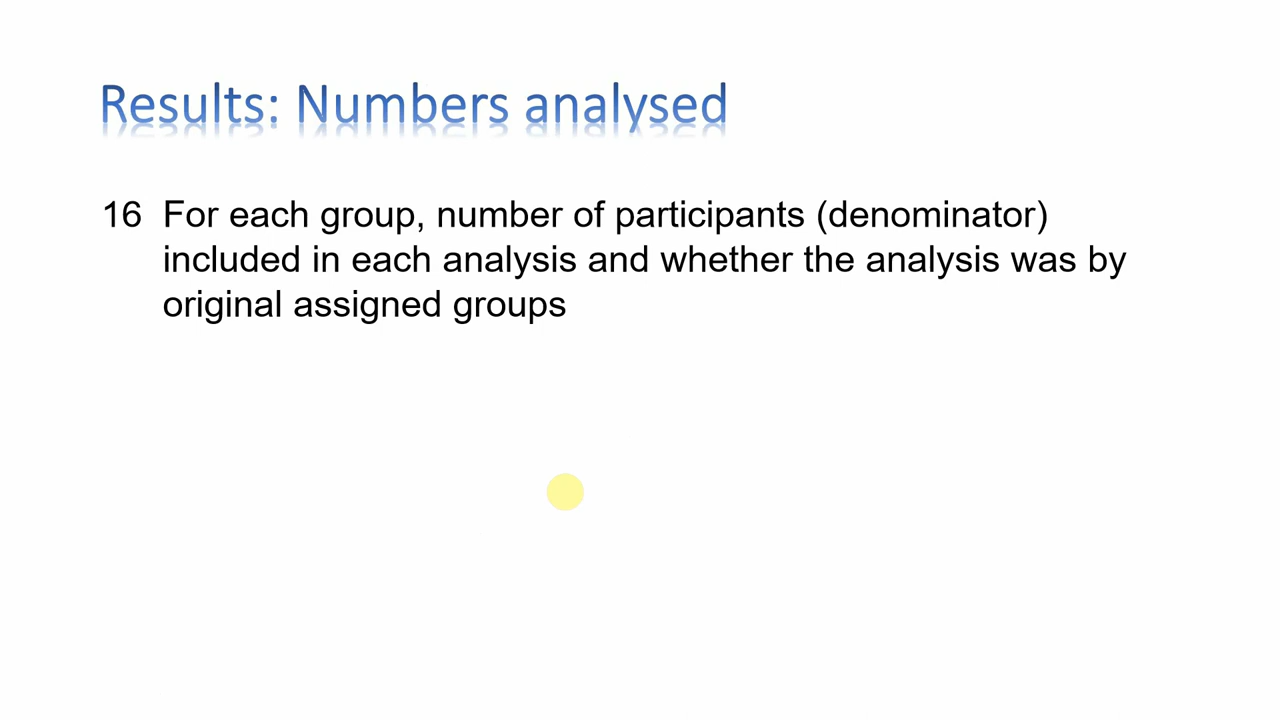 Results: Numbers analysed
16 For each group, number of participants (denominator)
included in each analysis and whether the analysis was by
original assigned groups